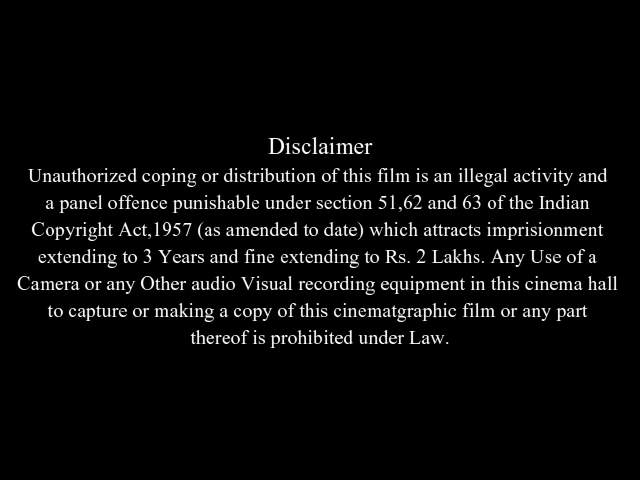 Disclaimer
Unauthorized coping or distribution of this film is an illegal activity and
a panel offence punishable under section 51,62 and 63 of the Indian
Copyright Act,1957 (as amended to date) which attracts imprisionment
extending to 3 Years and fine extending to Rs. 2 Lakhs. Any Use of a
Camera or any Other audio Visual recording equipment in this cinema hall
to capture or making a copy of this cinematgraphic film or any part
thereof is prohibited under Law.